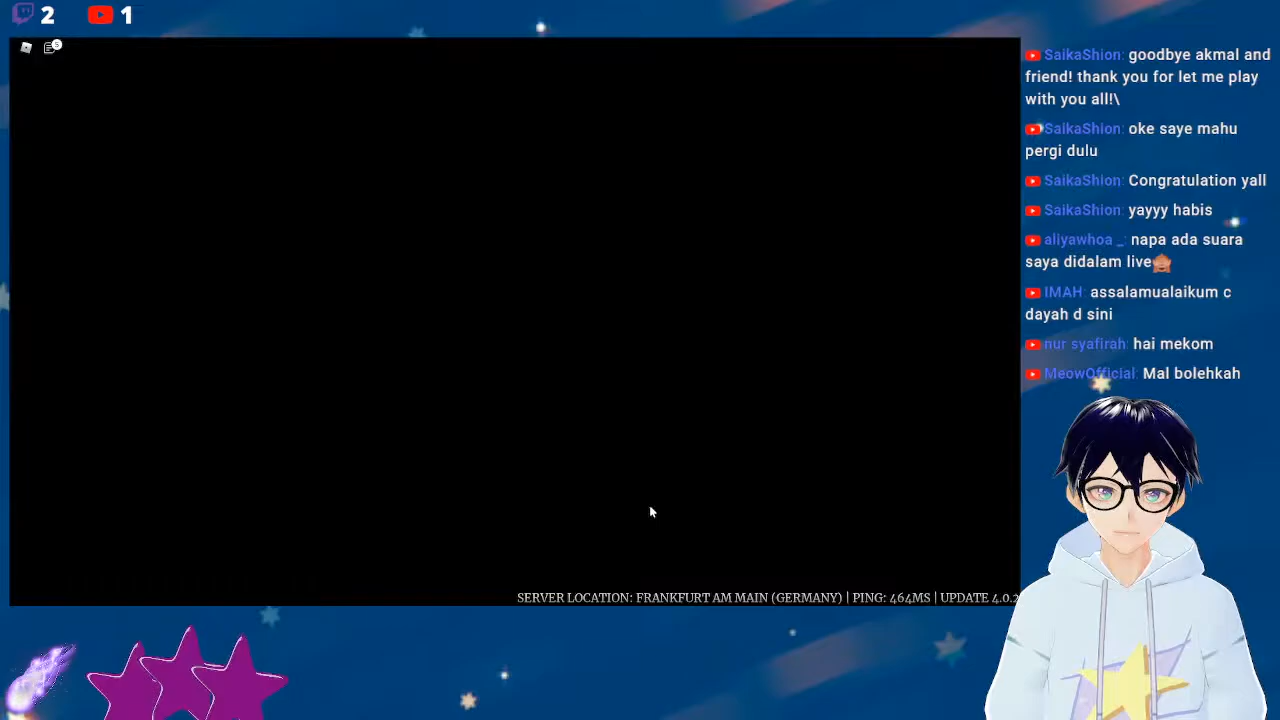 2 1
5
SaikaShion: goodbye akmal and
friend! thank you for let me play
with you all!\
SaikaShion: oke saye mahu
pergi dulu
SaikaShion: Congratulation yall
SaikaShion: yayyy habis
aliyawhoa _: napa ada suara
saya didalam live
IMAH: assalamualaikum c
dayah d sini
nur syafirah: hai mekom
MeowOfficial: Mal bolehkah
SERVER LOCATION: FRANKFURT AM MAIN (GERMANY) | PING: 464MS | UPDATE 4.0.2